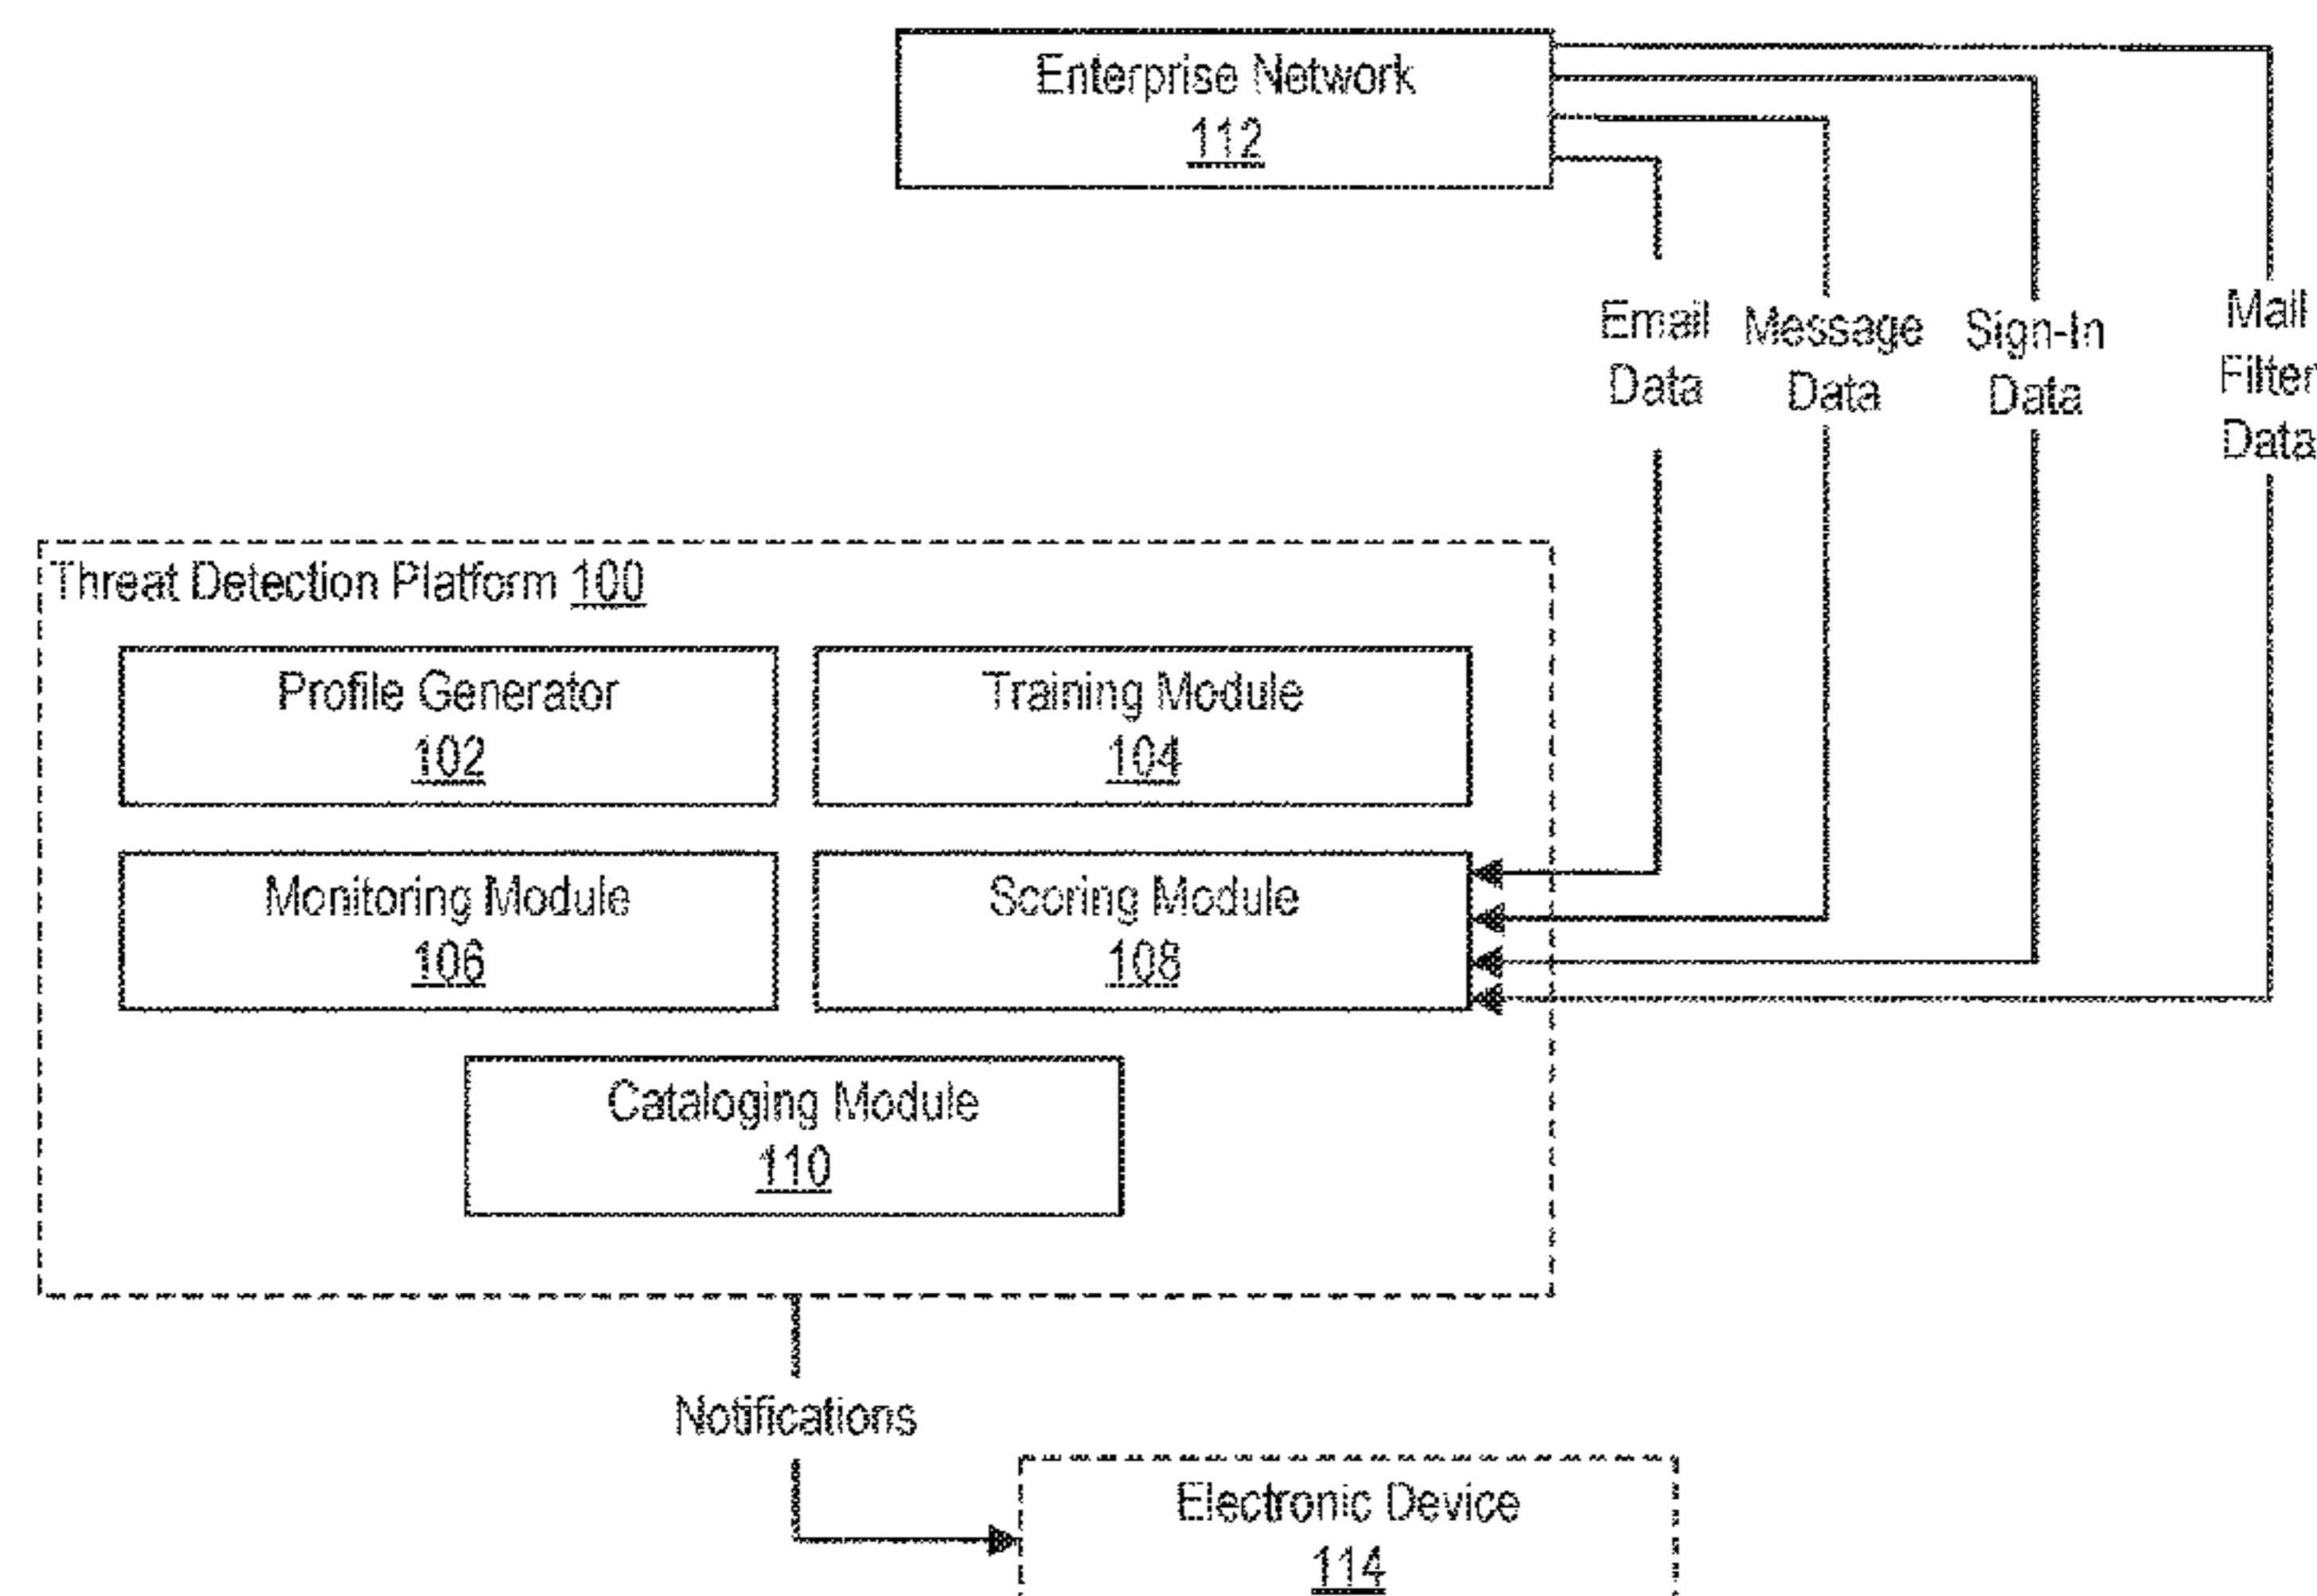 Enterprise Network
112
Email
Data
Message
Data
Sign-In
Data
Mail
Filter
Data
Threat Detection Platform 100
Profile Generator
102
Training Module
104
Monitoring Module
106
Scoring Module
108
Cataloging Module
110
Notifications
Electronic Device
114